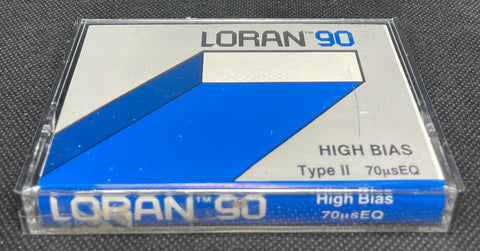 LORAN™ 90
HIGH BIAS
Type II 70µsEQ
LORAN™ 90
High Bias
70µsEQ